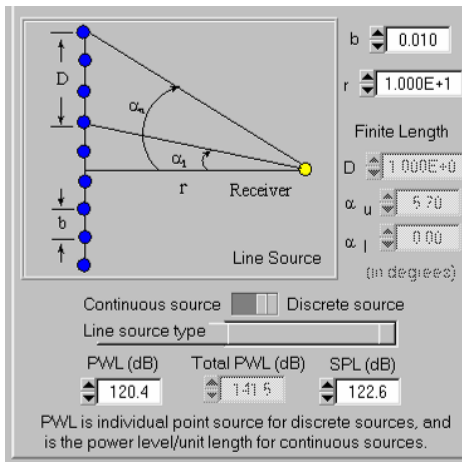 b 0.010
D
r 1.000E+1
αn
Finite Length
α1
D 1.000E+0
r Receiver
α u 5.70
b
α l 0.00
Line Source
(in degrees)
Continuous source Discrete source
Line source type
PWL (dB) Total PWL (dB) SPL (dB)
120.4 141.5 122.6
PWL is individual point source for discrete sources, and
is the power level/unit length for continuous sources.